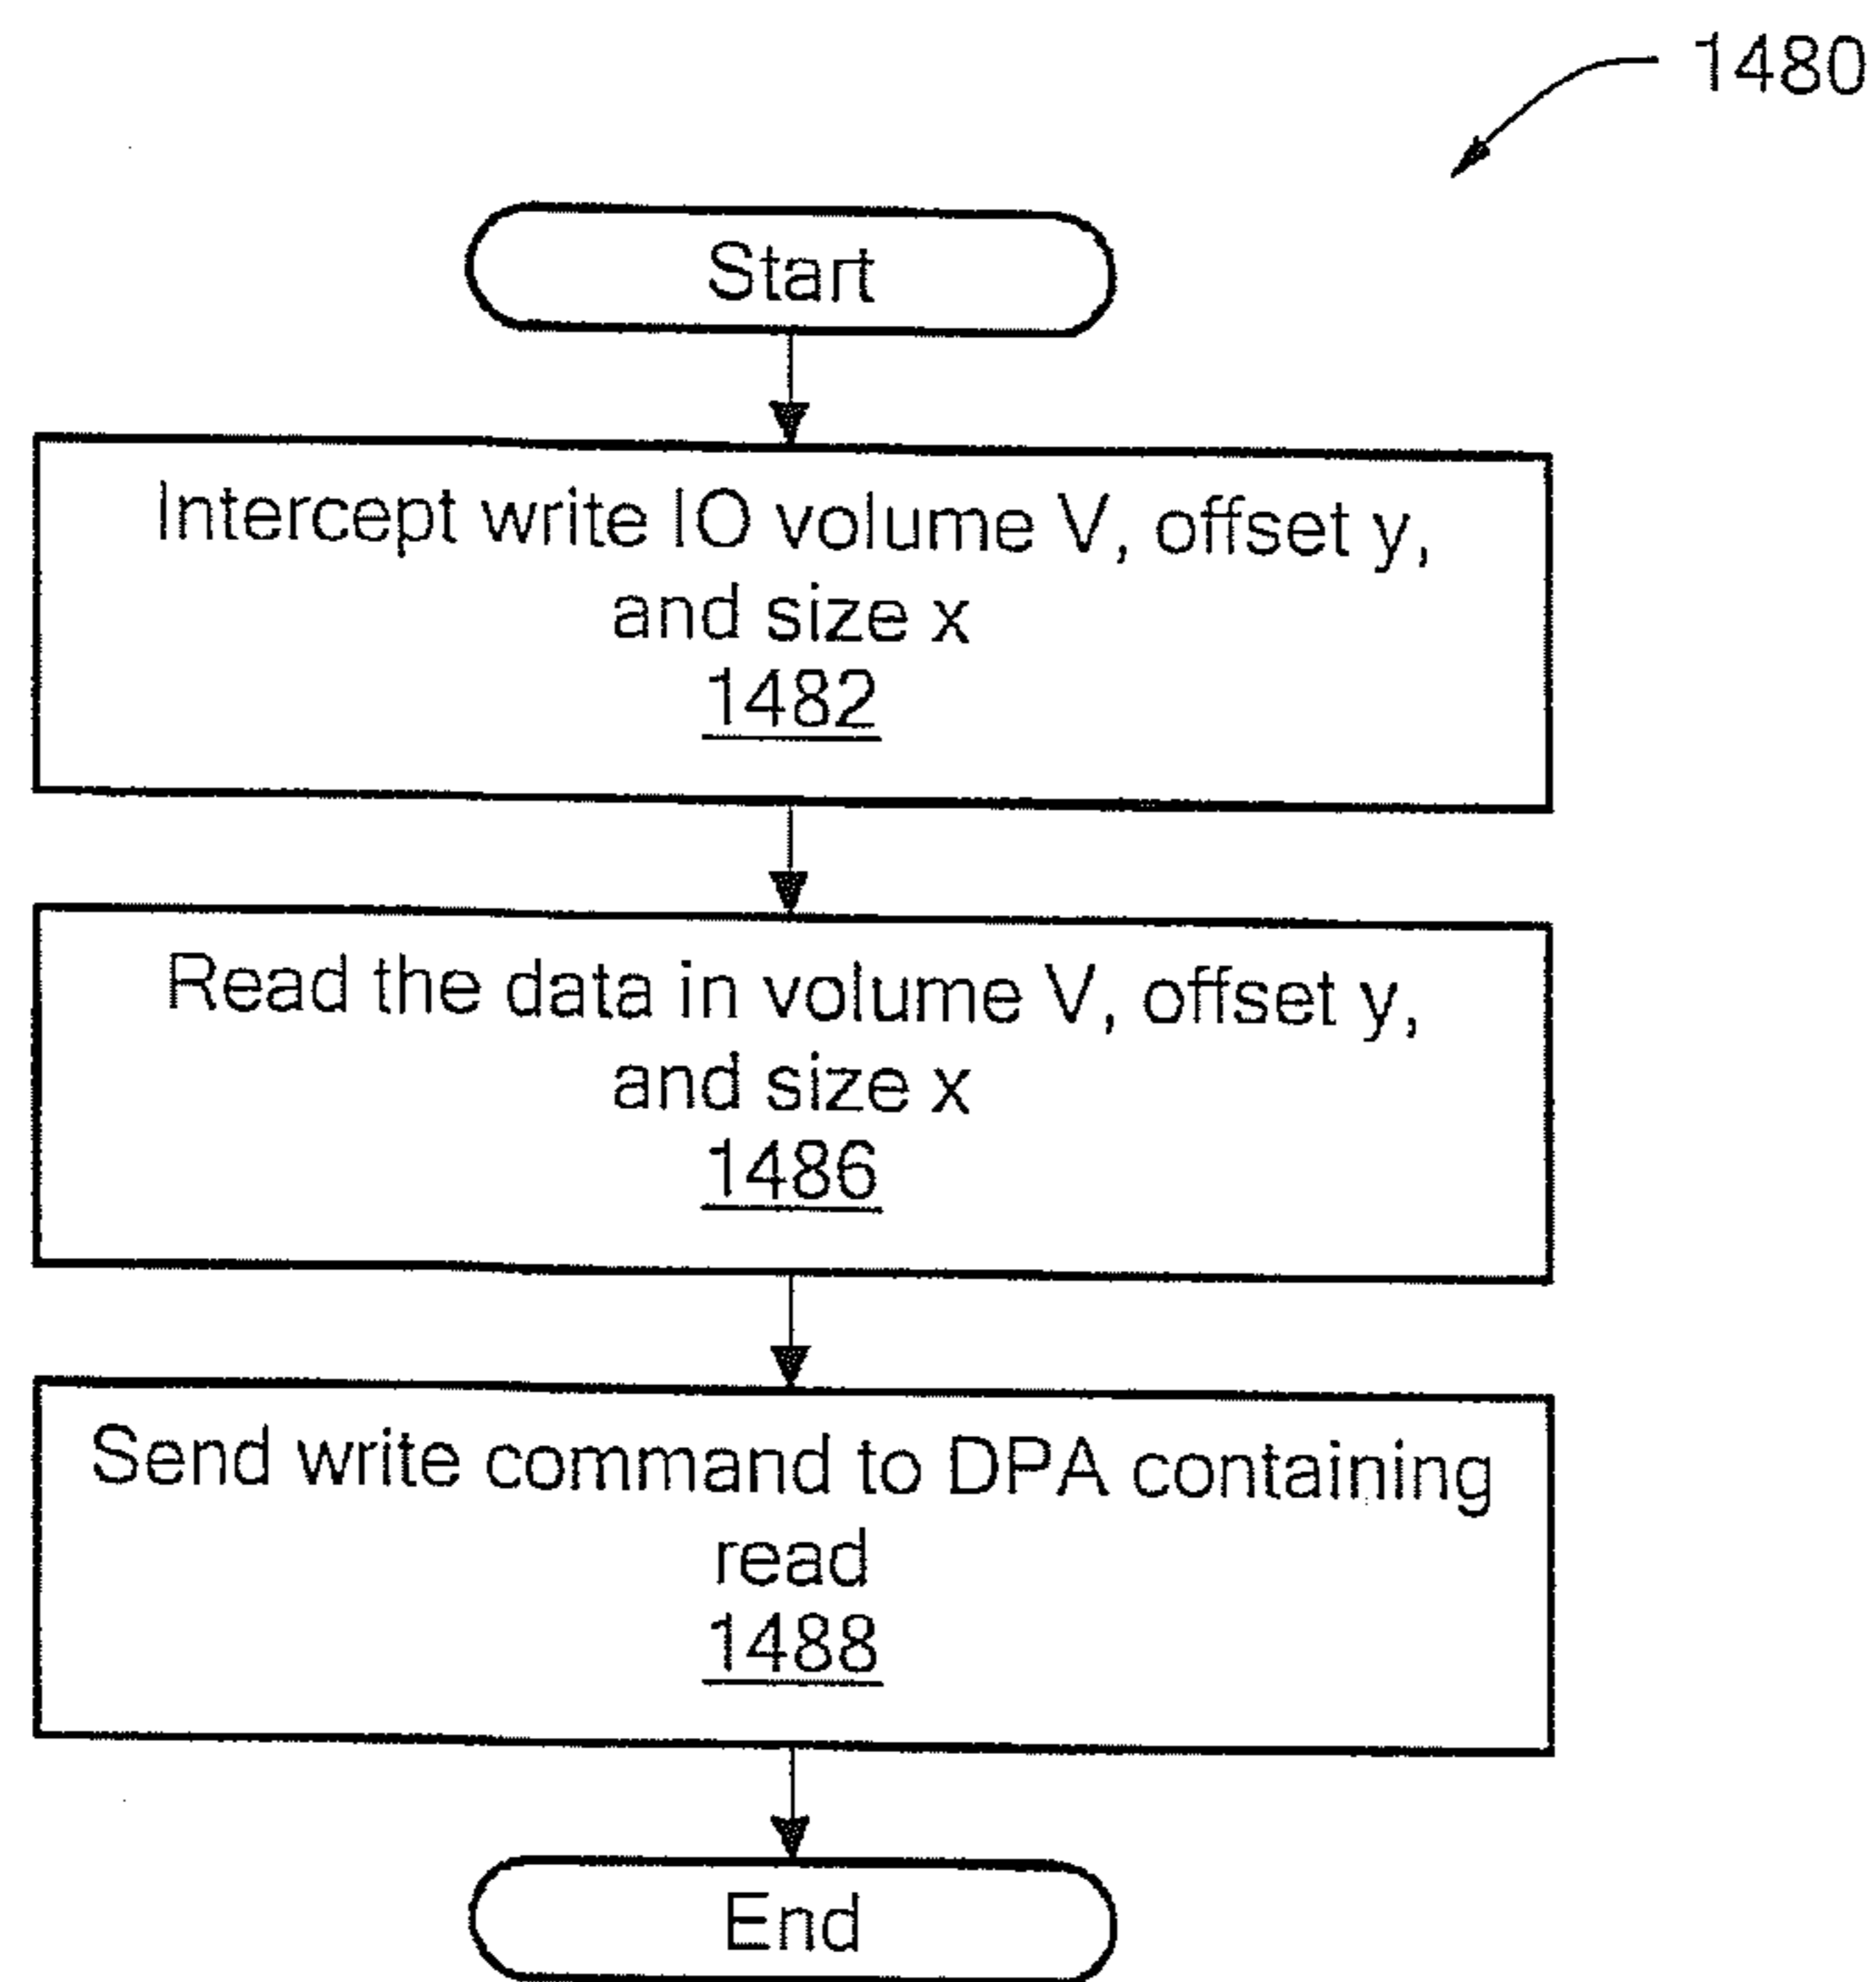 1480
Start
Intercept write IO volume V, offset y,
and size x
1482
Read the data in volume V, offset y,
and size x
1486
Send write command to DPA containing
read
1488
End